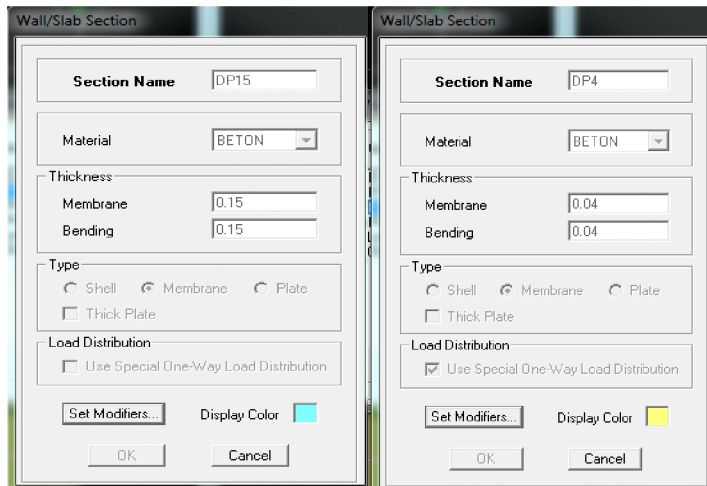 Wall/Slab Section
Section Name DP15
Material BETON
Thickness
Membrane 0.15
Bending 0.15
Type
Shell Membrane Plate
Thick Plate
Load Distribution
Use Special One-Way Load Distribution
Set Modifiers... Display Color
OK Cancel
Wall/Slab Section
Section Name DP4
Material BETON
Thickness
Membrane 0.04
Bending 0.04
Type
Shell Membrane Plate
Thick Plate
Load Distribution
Use Special One-Way Load Distribution
Set Modifiers... Display Color
OK Cancel